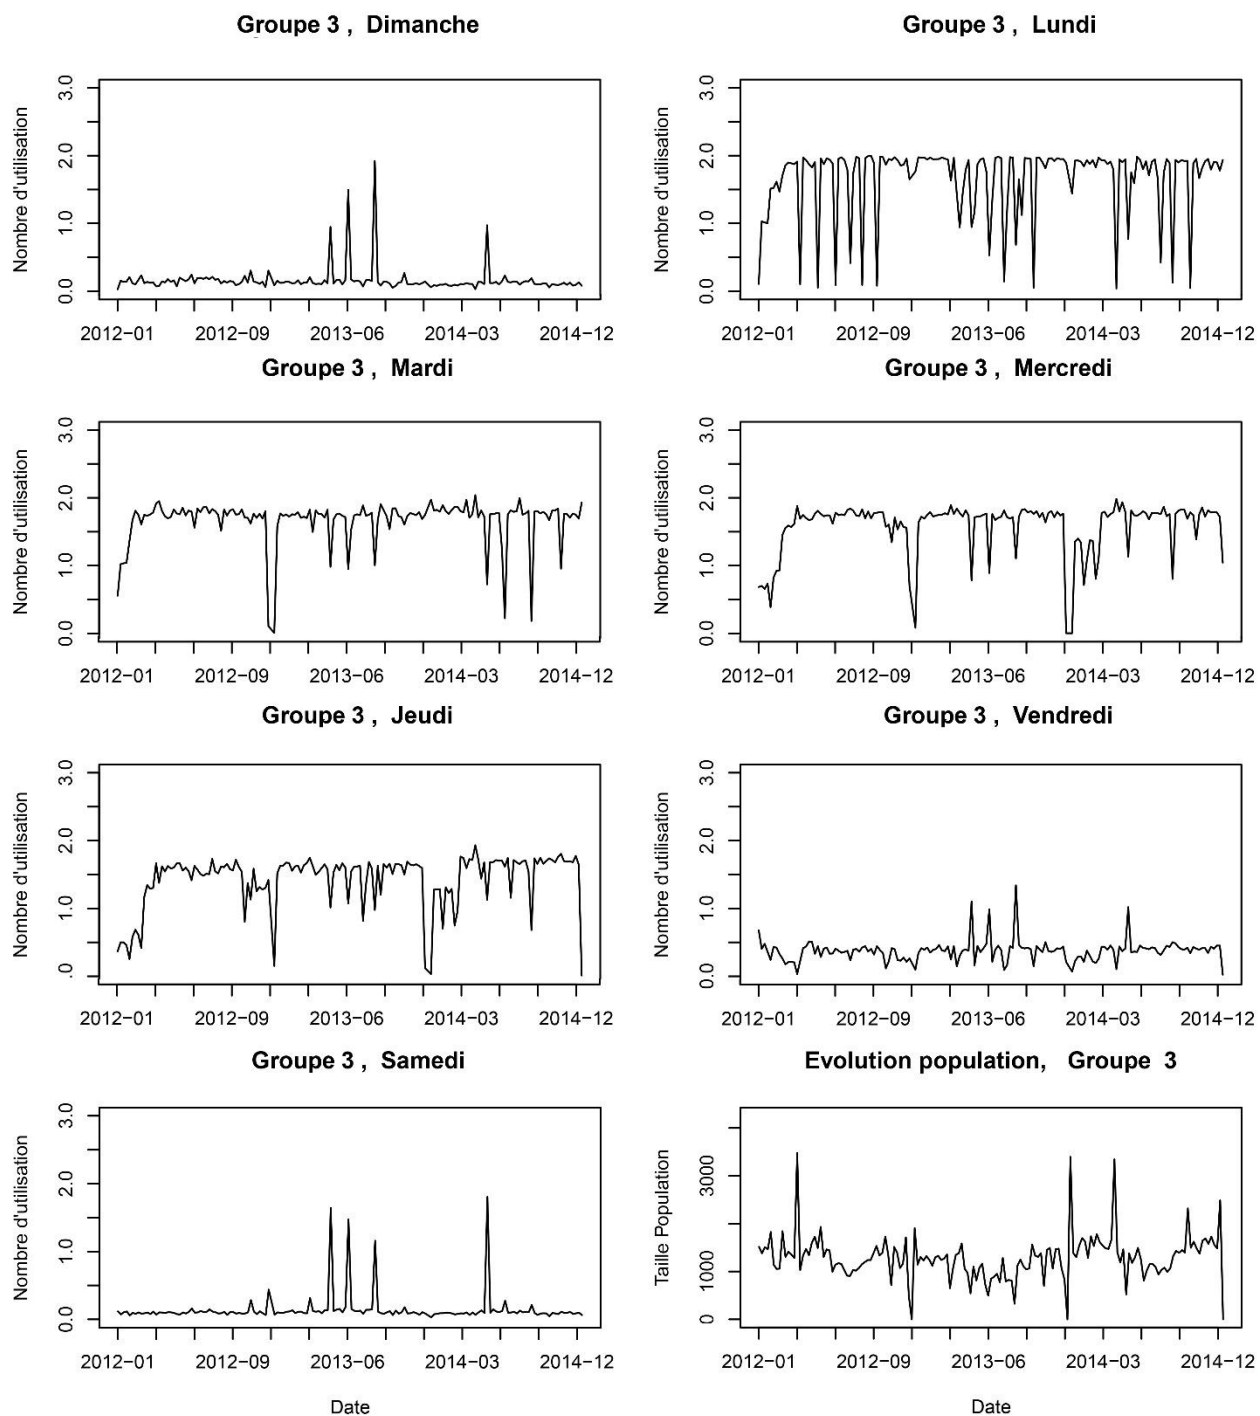 Groupe 3 , Dimanche
Nombre d'utilisation
0.0 1.0 2.0 3.0
2012−01 2012−09 2013−06 2014−03 2014−12
Groupe 3 , Lundi
Nombre d'utilisation
0.0 1.0 2.0 3.0
2012−01 2012−09 2013−06 2014−03 2014−12
Groupe 3 , Mardi
Nombre d'utilisation
0.0 1.0 2.0 3.0
2012−01 2012−09 2013−06 2014−03 2014−12
Groupe 3 , Mercredi
Nombre d'utilisation
0.0 1.0 2.0 3.0
2012−01 2012−09 2013−06 2014−03 2014−12
Groupe 3 , Jeudi
Nombre d'utilisation
.0 1.0 2.0 3.0
2012−01 2012−09 2013−06 2014−03 2014−12
Groupe 3 , Vendredi
Nombre d'utilisation
0.0 1.0 2.0 3.0
2012−01 2012−09 2013−06 2014−03 2014−12
Groupe 3 , Samedi
Nombre d'utilisation
0.0 1.0 2.0 3.0
2012−01 2012−09 2013−06 2014−03 2014−12
Date
Evolution population, Groupe 3
Taille Population
0 1000 3000
2012−01 2012−09 2013−06 2014−03 2014−12
Date